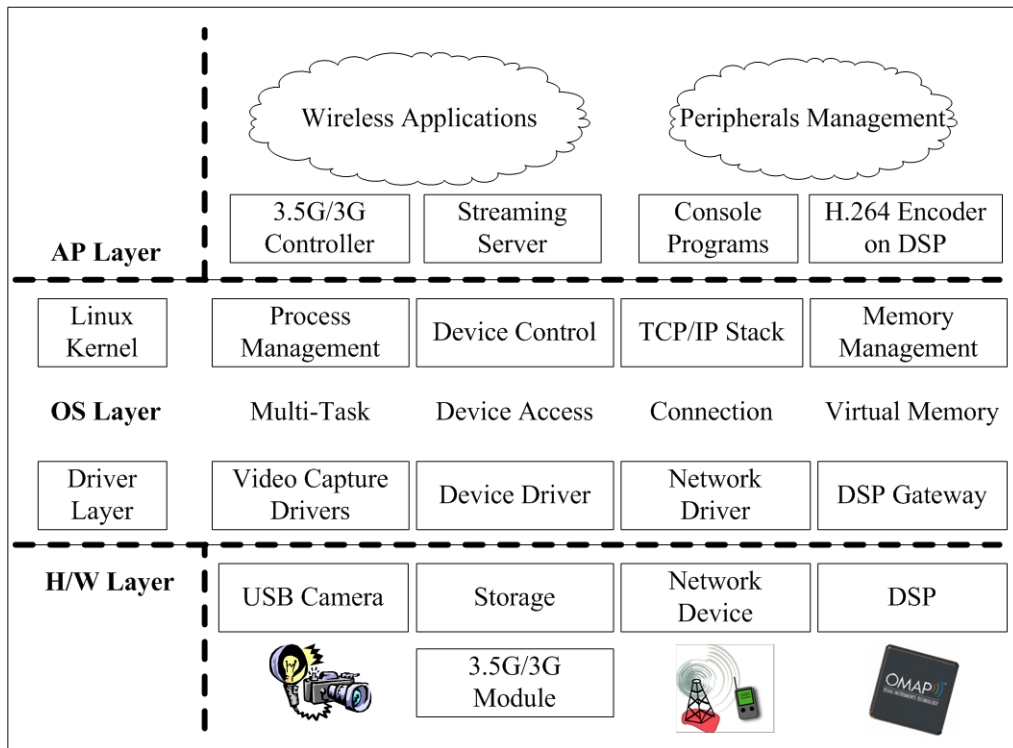 Wireless Applications
Peripherals Management
AP Layer
3.5G/3G
Controller
Streaming
Server
Console
Programs
H.264 Encoder
on DSP
Linux
Kernel
Process
Management
Device Control
TCP/IP Stack
Memory
Management
OS Layer
Multi-Task
Device Access
Connection
Virtual Memory
Driver
Layer
Video Capture
Drivers
Device Driver
Network
Driver
DSP Gateway
H/W Layer
USB Camera
Storage
Network
Device
DSP
3.5G/3G
Module
OMAP
TEXAS INSTRUMENTS TECHNOLOGY